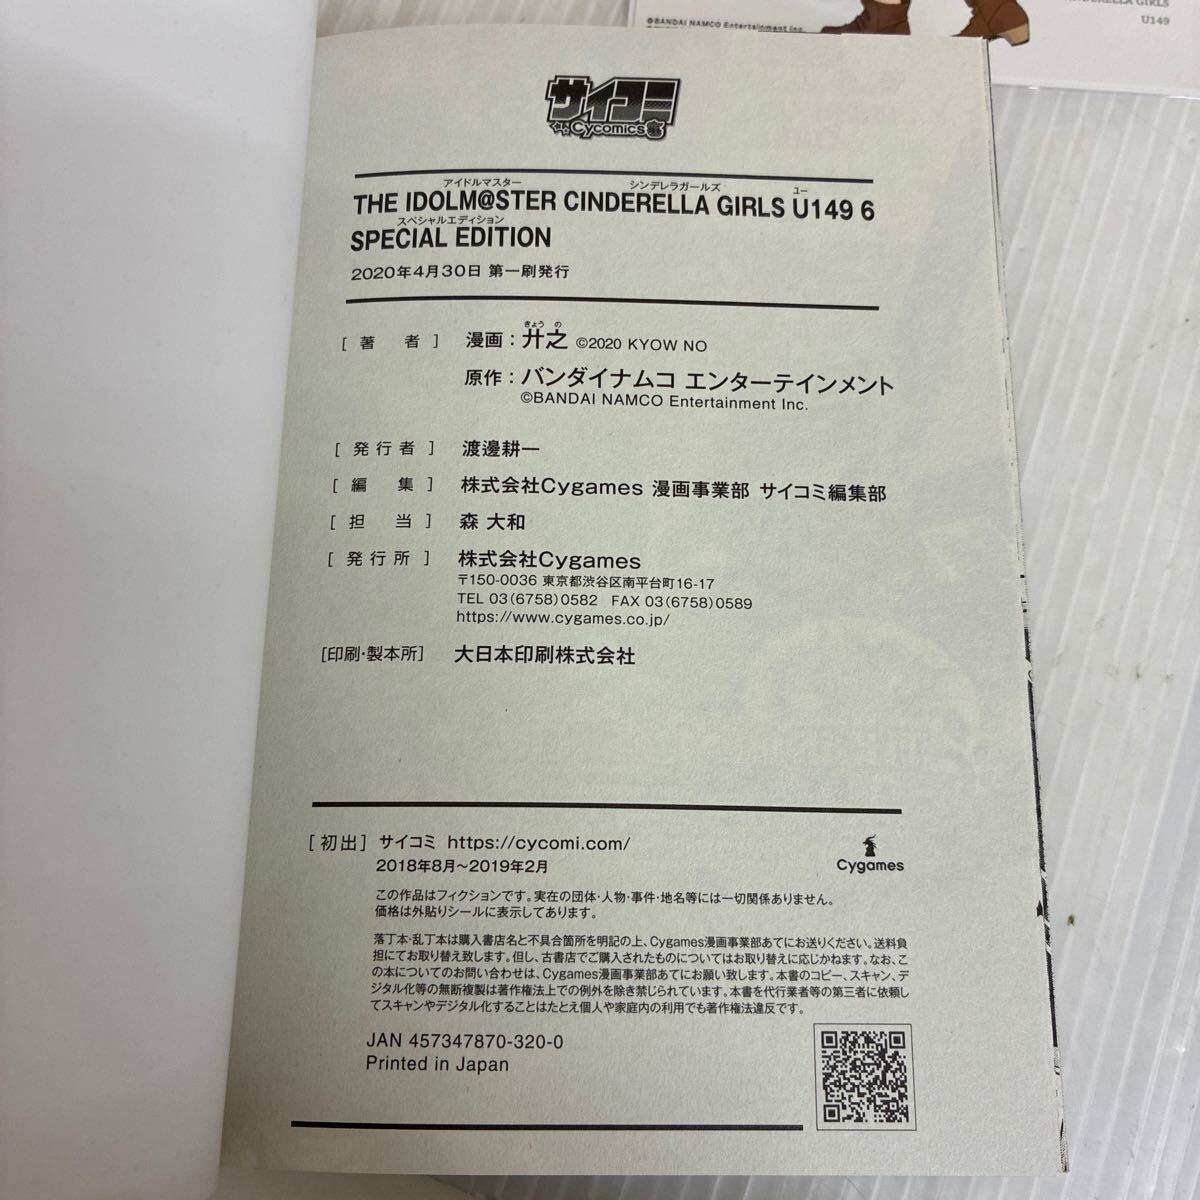 ©BANDAI NAMCO Entertainment Inc.
CINDERELLA GIRLS
U149
サイコミ
Cycomics
アイドルマスター シンデレラガールズ ユー
THE IDOLM@STER CINDERELLA GIRLS U149 6
スペシャルエディション
SPECIAL EDITION
2020年4月30日 第一刷発行
きょう の
[著 者] 漫画:廾之 ©2020 KYOW NO
原作:バンダイナムコ エンターテインメント
©BANDAI NAMCO Entertainment Inc.
[発行者] 渡邊耕一
[編 集] 株式会社Cygames 漫画事業部 サイコミ編集部
[担 当] 森 大和
[発行所] 株式会社Cygames
〒150-0036 東京都渋谷区南平台町16-17
TEL 03(6758)0582 FAX 03(6758)0589
https://www.cygames.co.jp/
[印刷・製本所] 大日本印刷株式会社
[初出] サイコミ https://cycomi.com/
2018年8月~2019年2月
Cygames
この作品はフィクションです。実在の団体・人物・事件・地名等には一切関係ありません。
価格は外貼りシールに表示してあります。
落丁本・乱丁本は購入書店名と不具合箇所を明記の上、Cygames漫画事業部あてにお送りください。送料負
担にてお取り替え致します。但し、古書店でご購入されたものについてはお取り替えに応じかねます。なお、こ
の本についてのお問い合わせは、Cygames漫画事業部あてにお願い致します。本書のコピー、スキャン、デ
ジタル化等の無断複製は著作権法上での例外を除き禁じられています。本書を代行業者等の第三者に依頼し
てスキャンやデジタル化することはたとえ個人や家庭内の利用でも著作権法違反です。
JAN 457347870-320-0
Printed in Japan